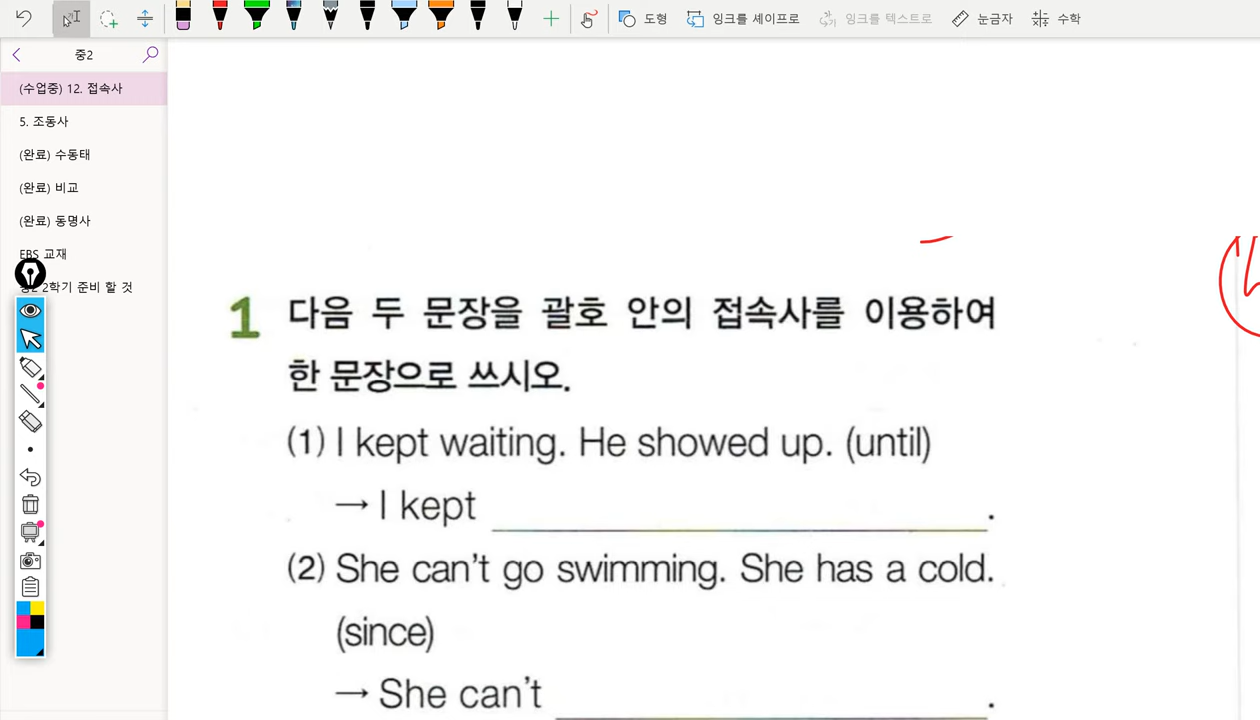 도형
잉크를 셰이프로
잉크를 텍스트로
눈금자
수학
중2
(수업중) 12. 접속사
5. 조동사
(완료) 수동태
(완료) 비교
(완료) 동명사
EBS 교재
2학기 준비 할 것
1 다음 두 문장을 괄호 안의 접속사를 이용하여
한 문장으로 쓰시오.
(1) I kept waiting. He showed up. (until)
→ I kept .
(2) She can't go swimming. She has a cold.
(since)
→ She can't .